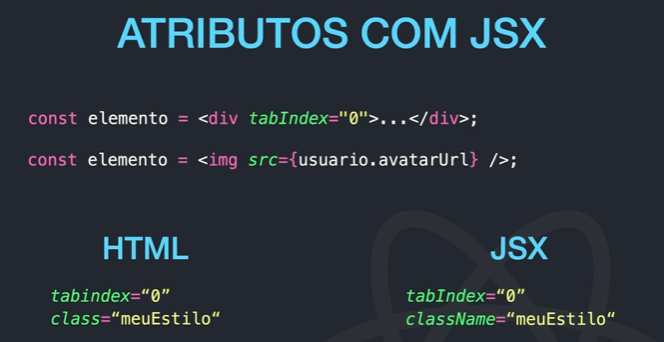 ATRIBUTOS COM JSX
const elemento = <div tabIndex="0">...</div>;
const elemento = <img src={usuario.avatarUrl} />;
HTML
tabindex=“0”
class=“meuEstilo“
JSX
tabIndex=“0”
className=“meuEstilo“